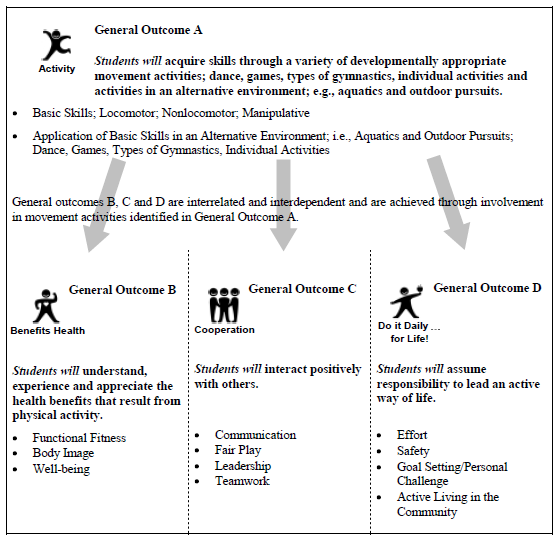 General Outcome A
Activity
Students will acquire skills through a variety of developmentally appropriate
movement activities; dance, games, types of gymnastics, individual activities and
activities in an alternative environment; e.g., aquatics and outdoor pursuits.
• Basic Skills; Locomotor; Nonlocomotor; Manipulative
• Application of Basic Skills in an Alternative Environment; i.e., Aquatics and Outdoor Pursuits;
Dance, Games, Types of Gymnastics, Individual Activities
General outcomes B, C and D are interrelated and interdependent and are achieved through involvement
in movement activities identified in General Outcome A.
General Outcome B
Benefits Health
Students will understand,
experience and appreciate the
health benefits that result from
physical activity.
• Functional Fitness
• Body Image
• Well-being
General Outcome C
Cooperation
Students will interact positively
with others.
• Communication
• Fair Play
• Leadership
• Teamwork
General Outcome D
Do it Daily …
for Life!
Students will assume
responsibility to lead an active
way of life.
• Effort
• Safety
• Goal Setting/Personal
Challenge
• Active Living in the
Community